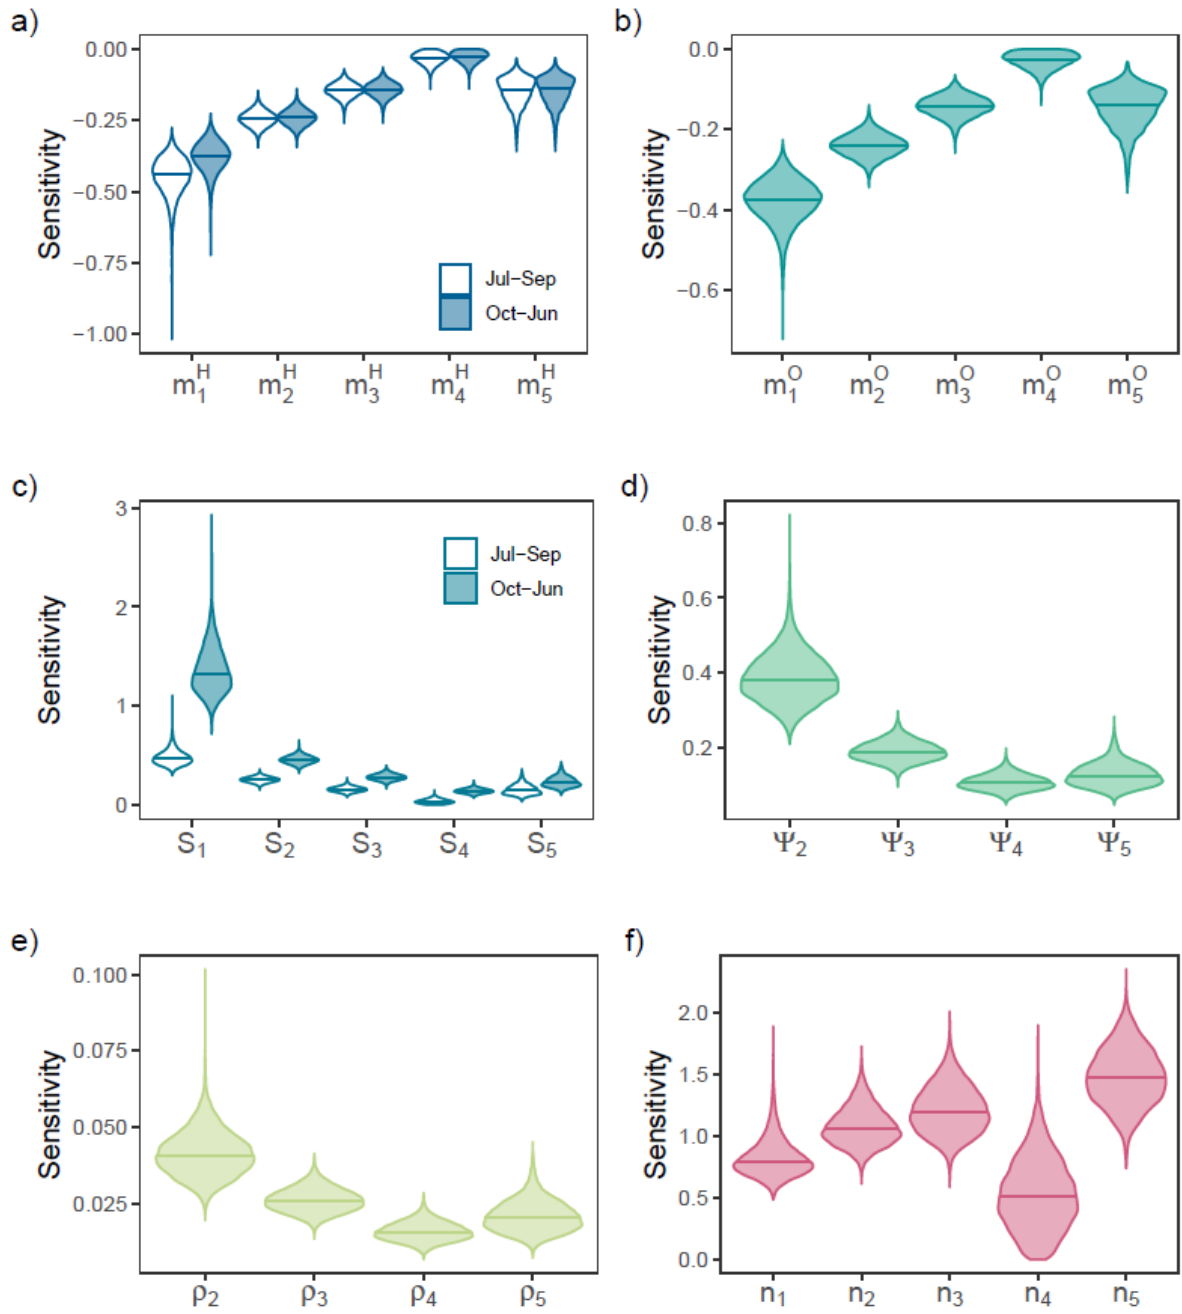 a)
0.00
−0.25
−0.50
−0.75
−1.00
Sensitivity
Jul−Sep
Oct−Jun
m₁ᴴ m₂ᴴ m₃ᴴ m₄ᴴ m₅ᴴ
b)
0.0
−0.2
−0.4
−0.6
Sensitivity
m₁ᴼ m₂ᴼ m₃ᴼ m₄ᴼ m₅ᴼ
c)
3
2
1
0
Sensitivity
Jul−Sep
Oct−Jun
S₁ S₂ S₃ S₄ S₅
d)
0.8
0.6
0.4
0.2
Sensitivity
Ψ₂ Ψ₃ Ψ₄ Ψ₅
e)
0.100
0.075
0.050
0.025
Sensitivity
ρ₂ ρ₃ ρ₄ ρ₅
f)
2.0
1.5
1.0
0.5
0.0
Sensitivity
n₁ n₂ n₃ n₄ n₅